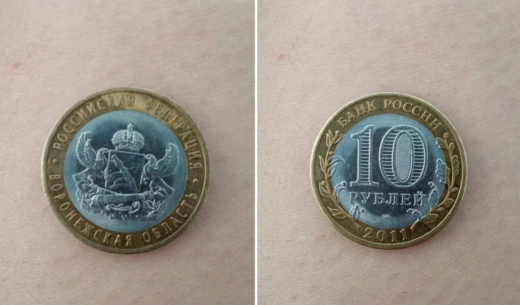 РОССИЙСКАЯ ФЕДЕРАЦИЯ
ВОРОНЕЖСКАЯ ОБЛАСТЬ
БАНК РОССИИ
10
РУБЛЕЙ
2011